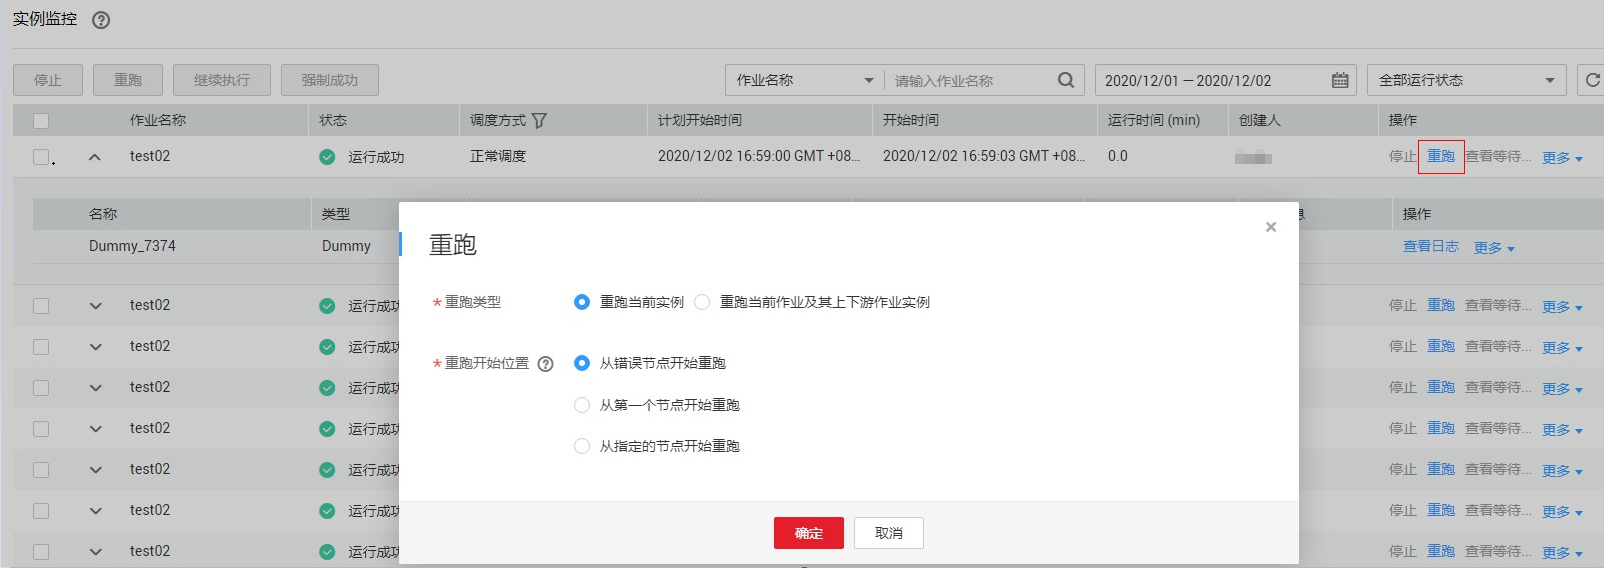 实例监控
停止 重跑 继续执行 强制成功 作业名称 请输入作业名称 2020/12/01 – 2020/12/02 全部运行状态
作业名称 状态 调度方式 计划开始时间 开始时间 运行时间 (min) 创建人 操作
test02 运行成功 正常调度 2020/12/02 16:59:00 GMT +08... 2020/12/02 16:59:03 GMT +08... 0.0 停止 重跑 查看等待... 更多
名称 类型 操作
Dummy_7374 Dummy 查看日志 更多
重跑
*重跑类型 重跑当前实例 重跑当前作业及其上下游作业实例
*重跑开始位置 从错误节点开始重跑
从第一个节点开始重跑
从指定的节点开始重跑
确定 取消
test02 运行成功 停止 重跑 查看等待... 更多
test02 运行成功 停止 重跑 查看等待... 更多
test02 运行成功 停止 重跑 查看等待... 更多
test02 运行成功 停止 重跑 查看等待... 更多
test02 运行成功 停止 重跑 查看等待... 更多
test02 运行成功 停止 重跑 查看等待... 更多
test02 运行成功 停止 重跑 查看等待... 更多